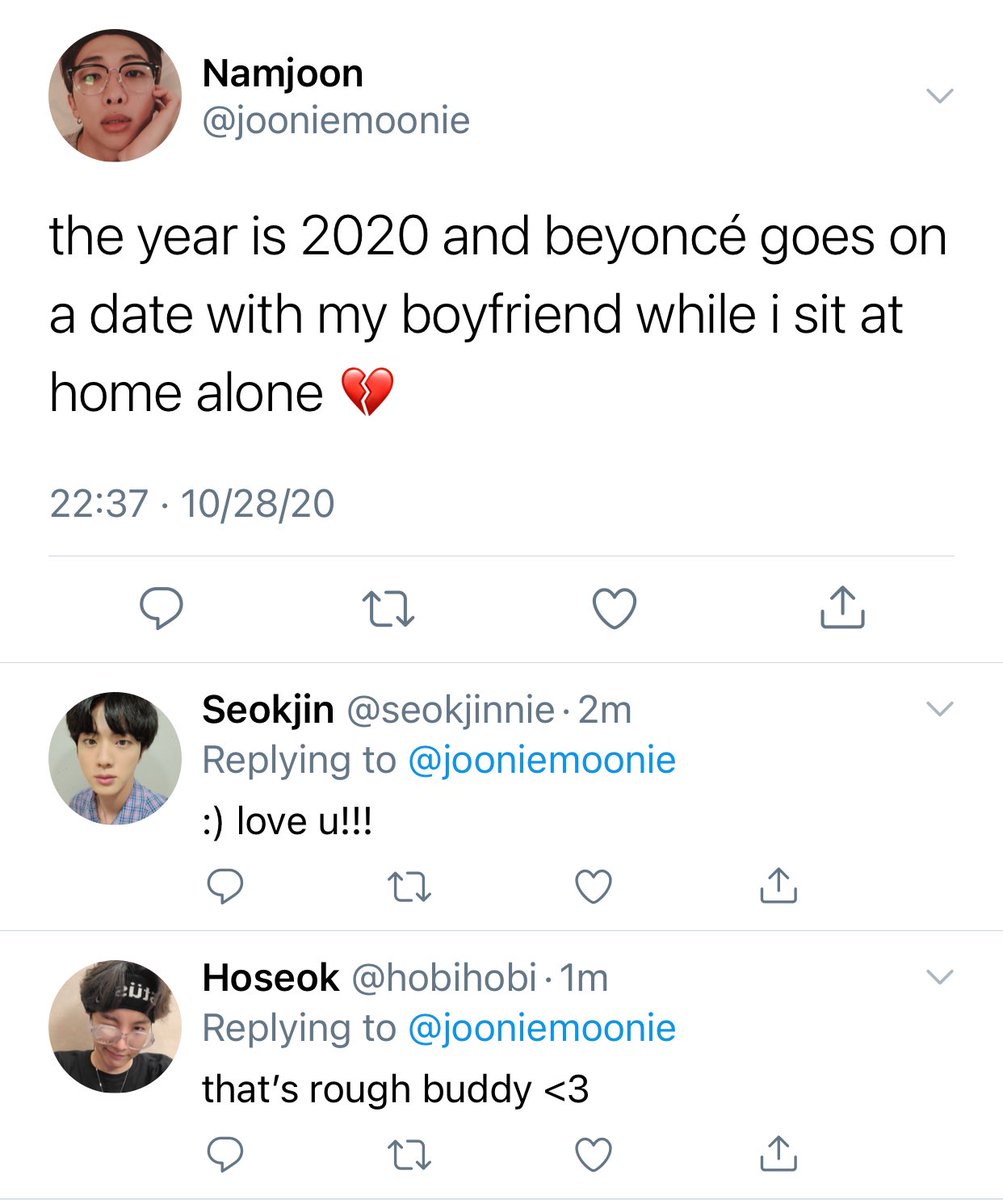 Namjoon
@jooniemoonie
the year is 2020 and beyoncé goes on
a date with my boyfriend while i sit at
home alone 💔
22:37 · 10/28/20
Seokjin @seokjinnie · 2m
Replying to @jooniemoonie
:) love u!!!
Hoseok @hobihobi · 1m
Replying to @jooniemoonie
that’s rough buddy <3